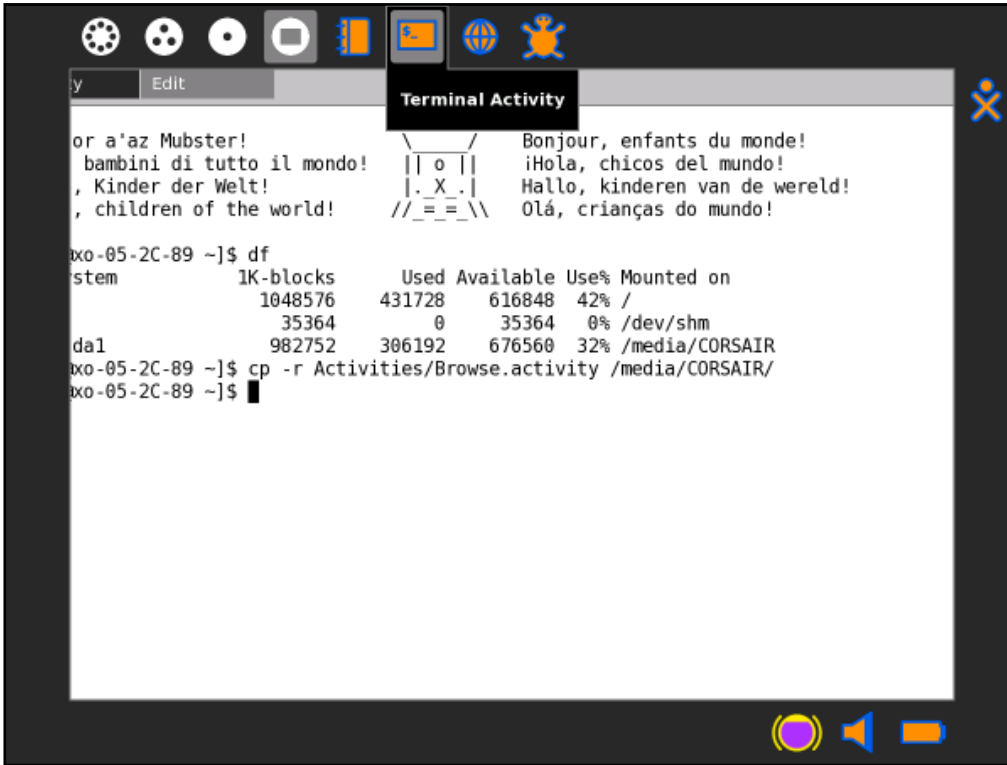 $_
Terminal Activity
y Edit
or a'az Mubster! \_____/ Bonjour, enfants du monde!
bambini di tutto il mondo! || o || ¡Hola, chicos del mundo!
, Kinder der Welt! |._X_.| Hallo, kinderen van de wereld!
, children of the world! //_=_=_\\ Olá, crianças do mundo!
xo-05-2C-89 ~]$ df
stem 1K-blocks Used Available Use% Mounted on
1048576 431728 616848 42% /
35364 0 35364 0% /dev/shm
da1 982752 306192 676560 32% /media/CORSAIR
xo-05-2C-89 ~]$ cp -r Activities/Browse.activity /media/CORSAIR/
xo-05-2C-89 ~]$